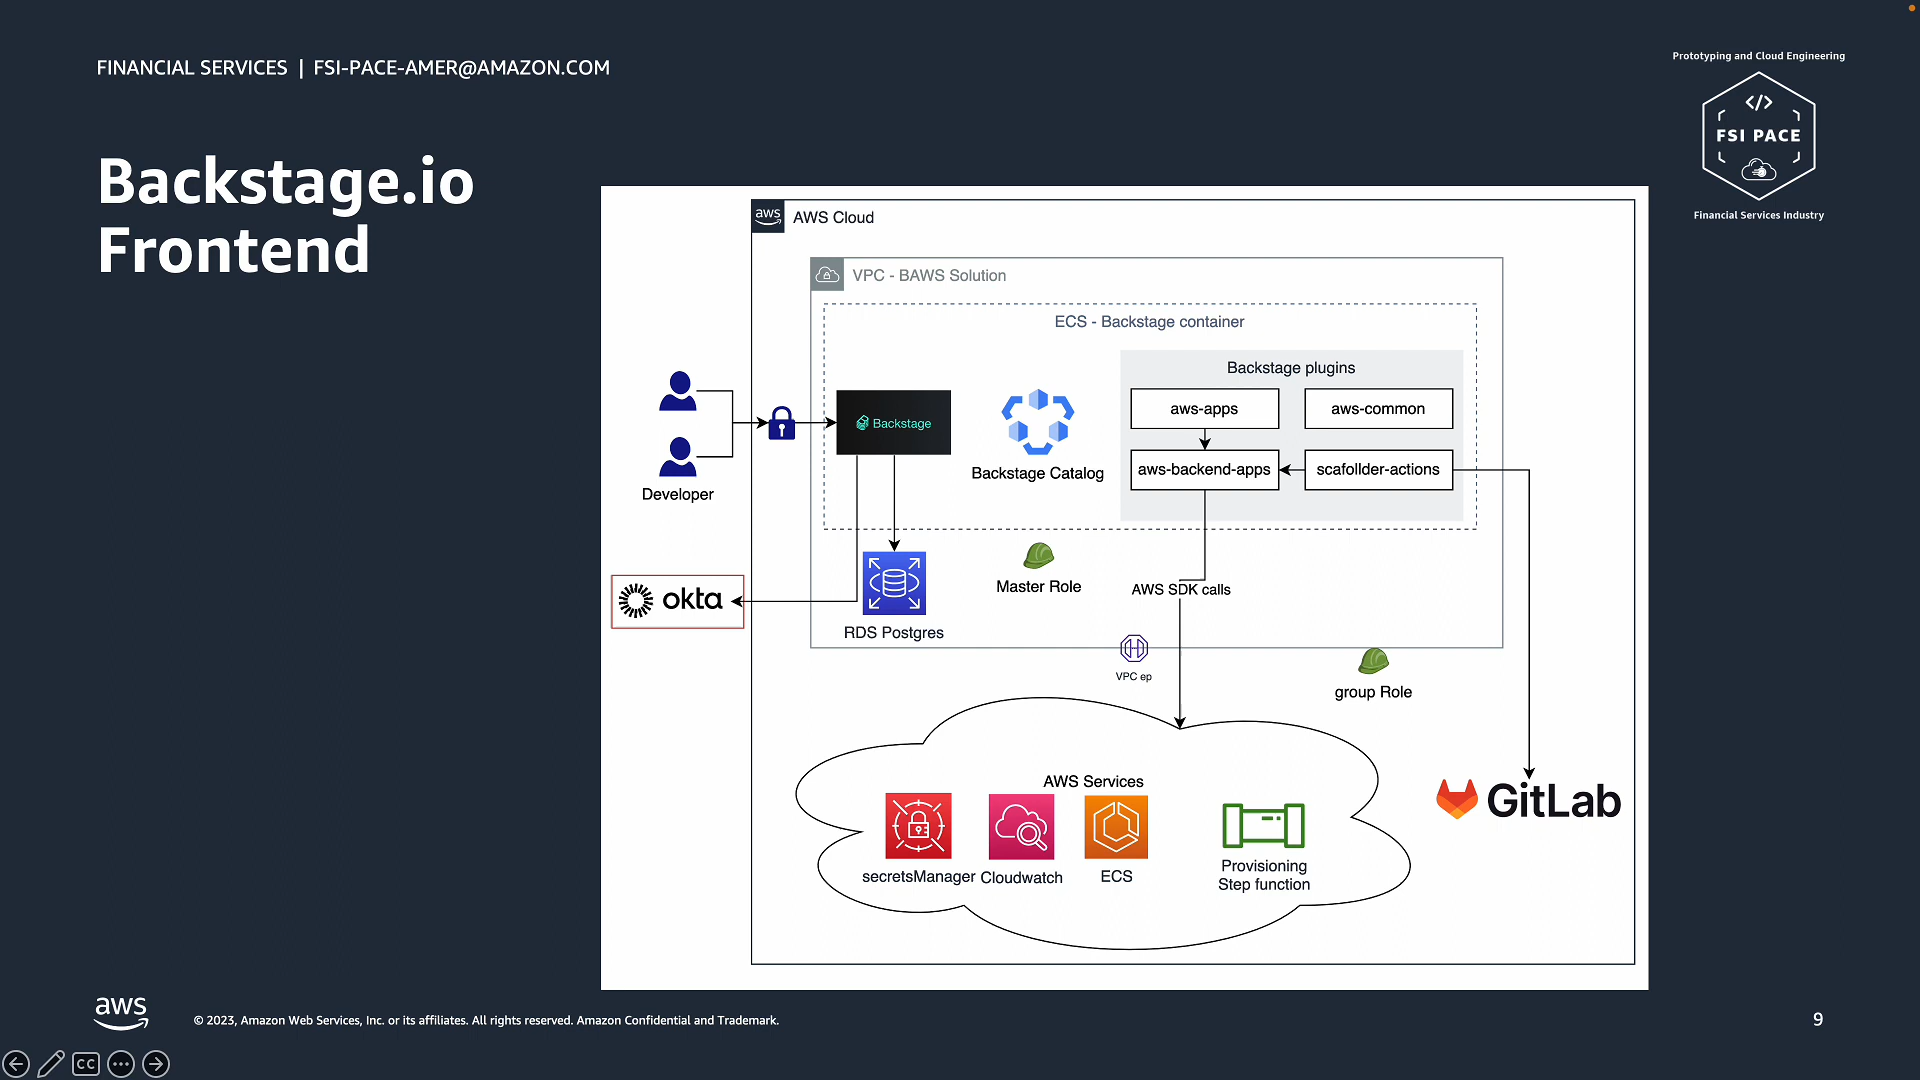 FINANCIAL SERVICES | FSI-PACE-AMER@AMAZON.COM
Prototyping and Cloud Engineering
</>
FSI PACE
Financial Services Industry
Backstage.io
Frontend
aws
AWS Cloud
VPC - BAWS Solution
ECS - Backstage container
Backstage plugins
aws-apps
aws-common
Backstage
Backstage Catalog
aws-backend-apps
scafollder-actions
Developer
okta
RDS Postgres
Master Role
AWS SDK calls
VPC ep
group Role
AWS Services
secretsManager
Cloudwatch
ECS
Provisioning
Step function
GitLab
aws
© 2023, Amazon Web Services, Inc. or its affiliates. All rights reserved. Amazon Confidential and Trademark.
9
CC